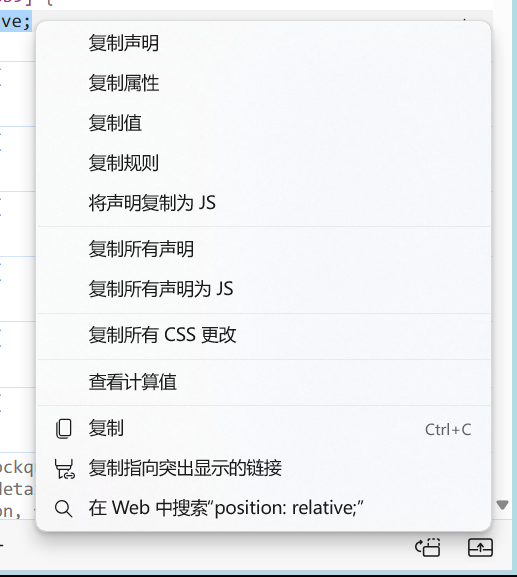 ve;
复制声明
复制属性
复制值
复制规则
将声明复制为 JS
复制所有声明
复制所有声明为 JS
复制所有 CSS 更改
查看计算值
复制 Ctrl+C
复制指向突出显示的链接
在 Web 中搜索“position: relative;”
ockq
deta
on,